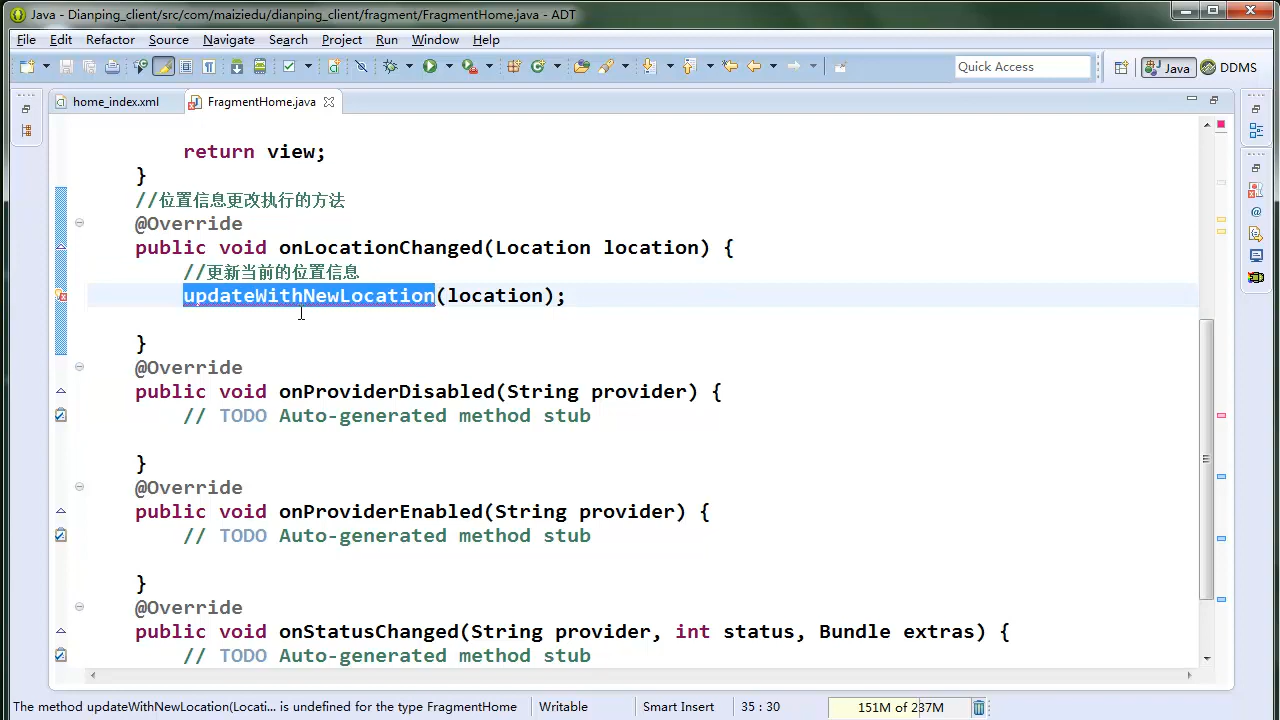 Java - Dianping_client/src/com/maiziedu/dianping_client/fragment/FragmentHome.java - ADT
File Edit Refactor Source Navigate Search Project Run Window Help
Quick Access
Java
DDMS
home_index.xml
FragmentHome.java
return view;
}
//位置信息更改执行的方法
@Override
public void onLocationChanged(Location location) {
//更新当前的位置信息
updateWithNewLocation(location);
}
@Override
public void onProviderDisabled(String provider) {
// TODO Auto-generated method stub
}
@Override
public void onProviderEnabled(String provider) {
// TODO Auto-generated method stub
}
@Override
public void onStatusChanged(String provider, int status, Bundle extras) {
// TODO Auto-generated method stub
The method updateWithNewLocation(Locati... is undefined for the type FragmentHome
Writable
Smart Insert
35 : 30
151M of 237M